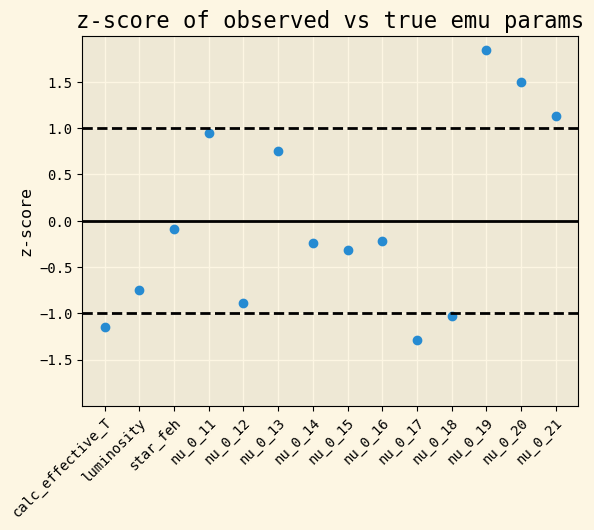 z-score of observed vs true emu params
z-score
1.5
1.0
0.5
0.0
−0.5
−1.0
−1.5
calc_effective_T
luminosity
star_feh
nu_0_11
nu_0_12
nu_0_13
nu_0_14
nu_0_15
nu_0_16
nu_0_17
nu_0_18
nu_0_19
nu_0_20
nu_0_21